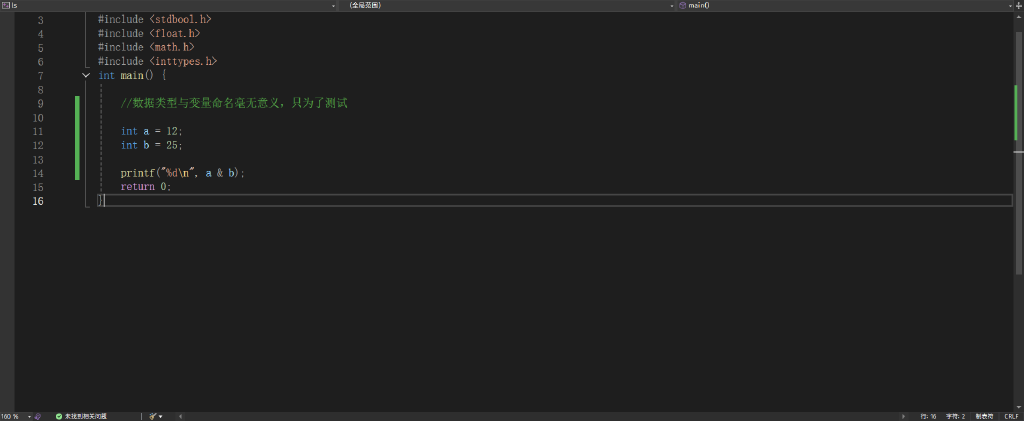 ls (全局范围) main()
3 #include <stdbool.h>
4 #include <float.h>
5 #include <math.h>
6 #include <inttypes.h>
7 int main() {
8
9 //数据类型与变量命名毫无意义，只为了测试
10
11 int a = 12;
12 int b = 25;
13
14 printf("%d\n", a & b);
15 return 0;
16 }
160 % 未找到相关问题 行: 16 字符: 2 制表符 CRLF